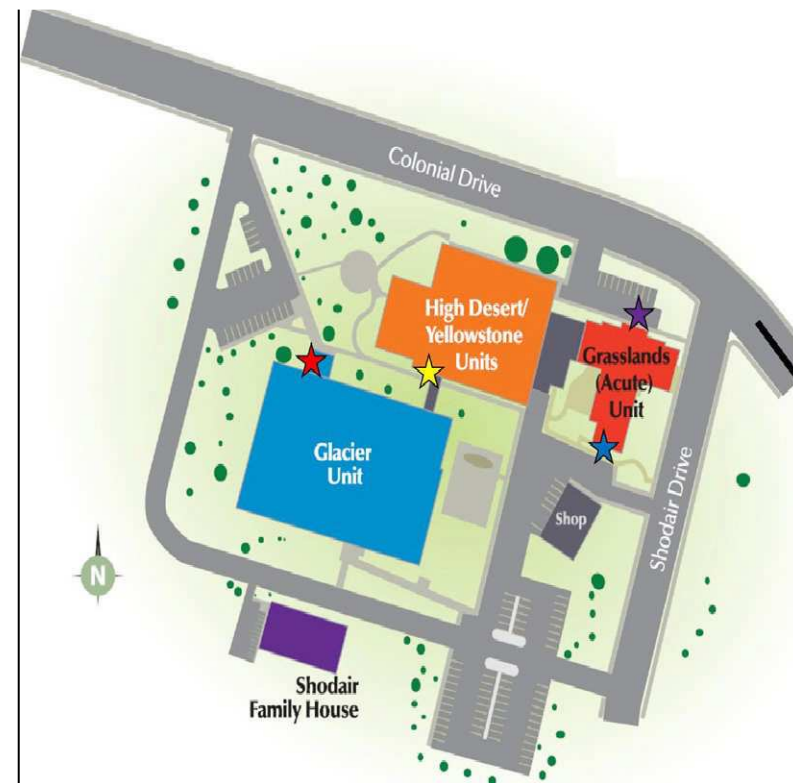 Colonial Drive
High Desert/
Yellowstone
Units
Grasslands
(Acute)
Unit
Glacier
Unit
Shop
Shodair Drive
N
Shodair
Family House